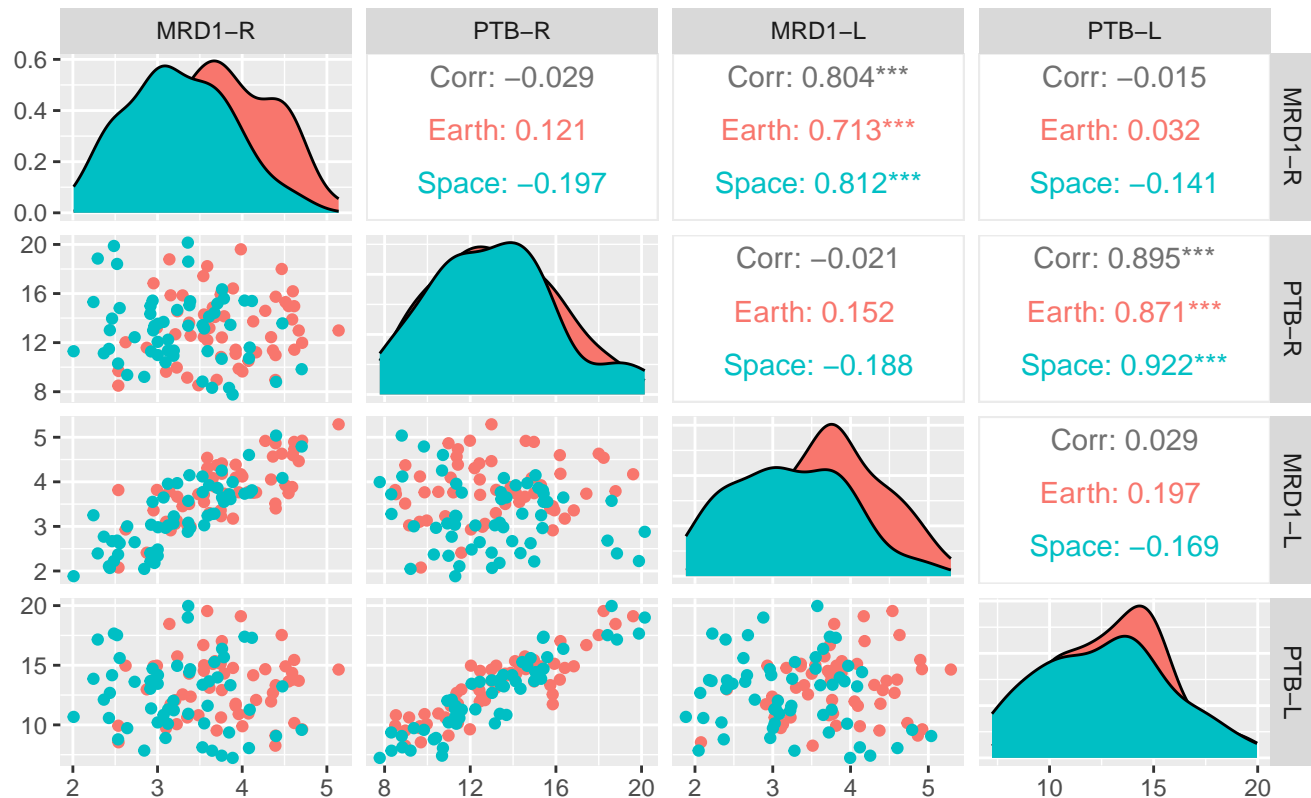 MRD1−R
PTB−R
MRD1−L
PTB−L
0.6
0.4
0.2
0.0
Corr: −0.029
Earth: 0.121
Space: −0.197
Corr: 0.804***
Earth: 0.713***
Space: 0.812***
Corr: −0.015
Earth: 0.032
Space: −0.141
MRD1−R
20
16
12
8
Corr: −0.021
Earth: 0.152
Space: −0.188
Corr: 0.895***
Earth: 0.871***
Space: 0.922***
PTB−R
5
4
3
2
Corr: 0.029
Earth: 0.197
Space: −0.169
MRD1−L
20
15
10
PTB−L
2 3 4 5
8 12 16 20
2 3 4 5
10 15 20